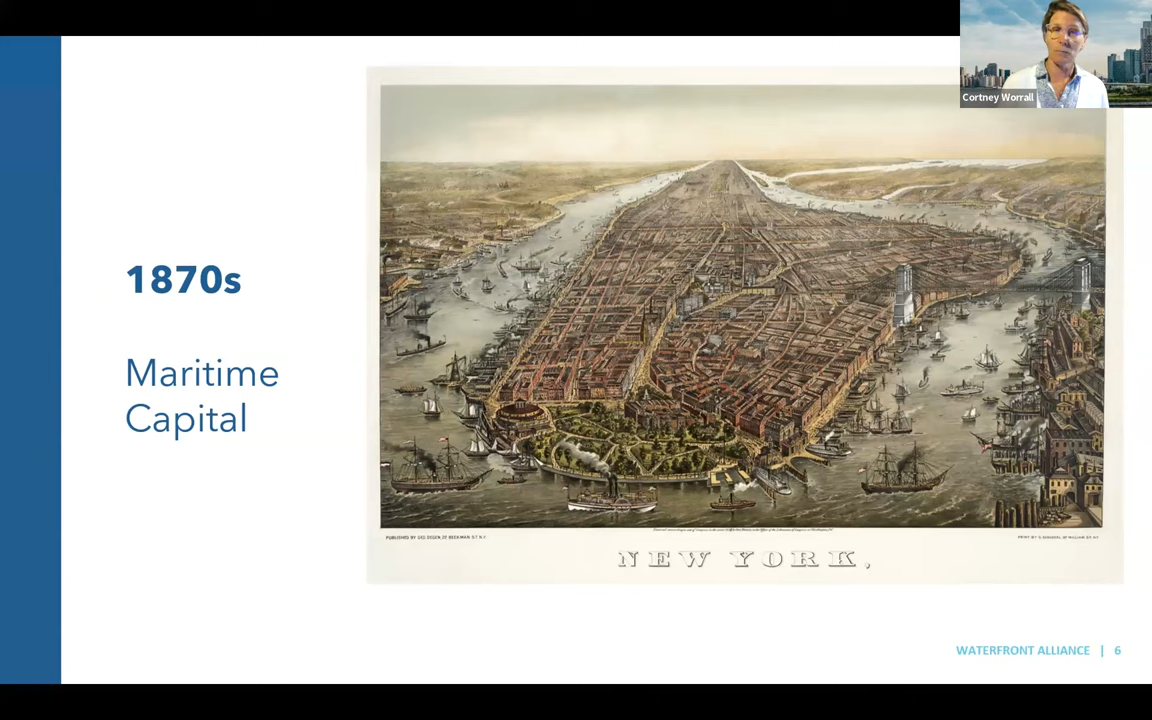 Cortney Worrall
1870s
Maritime
Capital
NEW YORK,
WATERFRONT ALLIANCE | 6